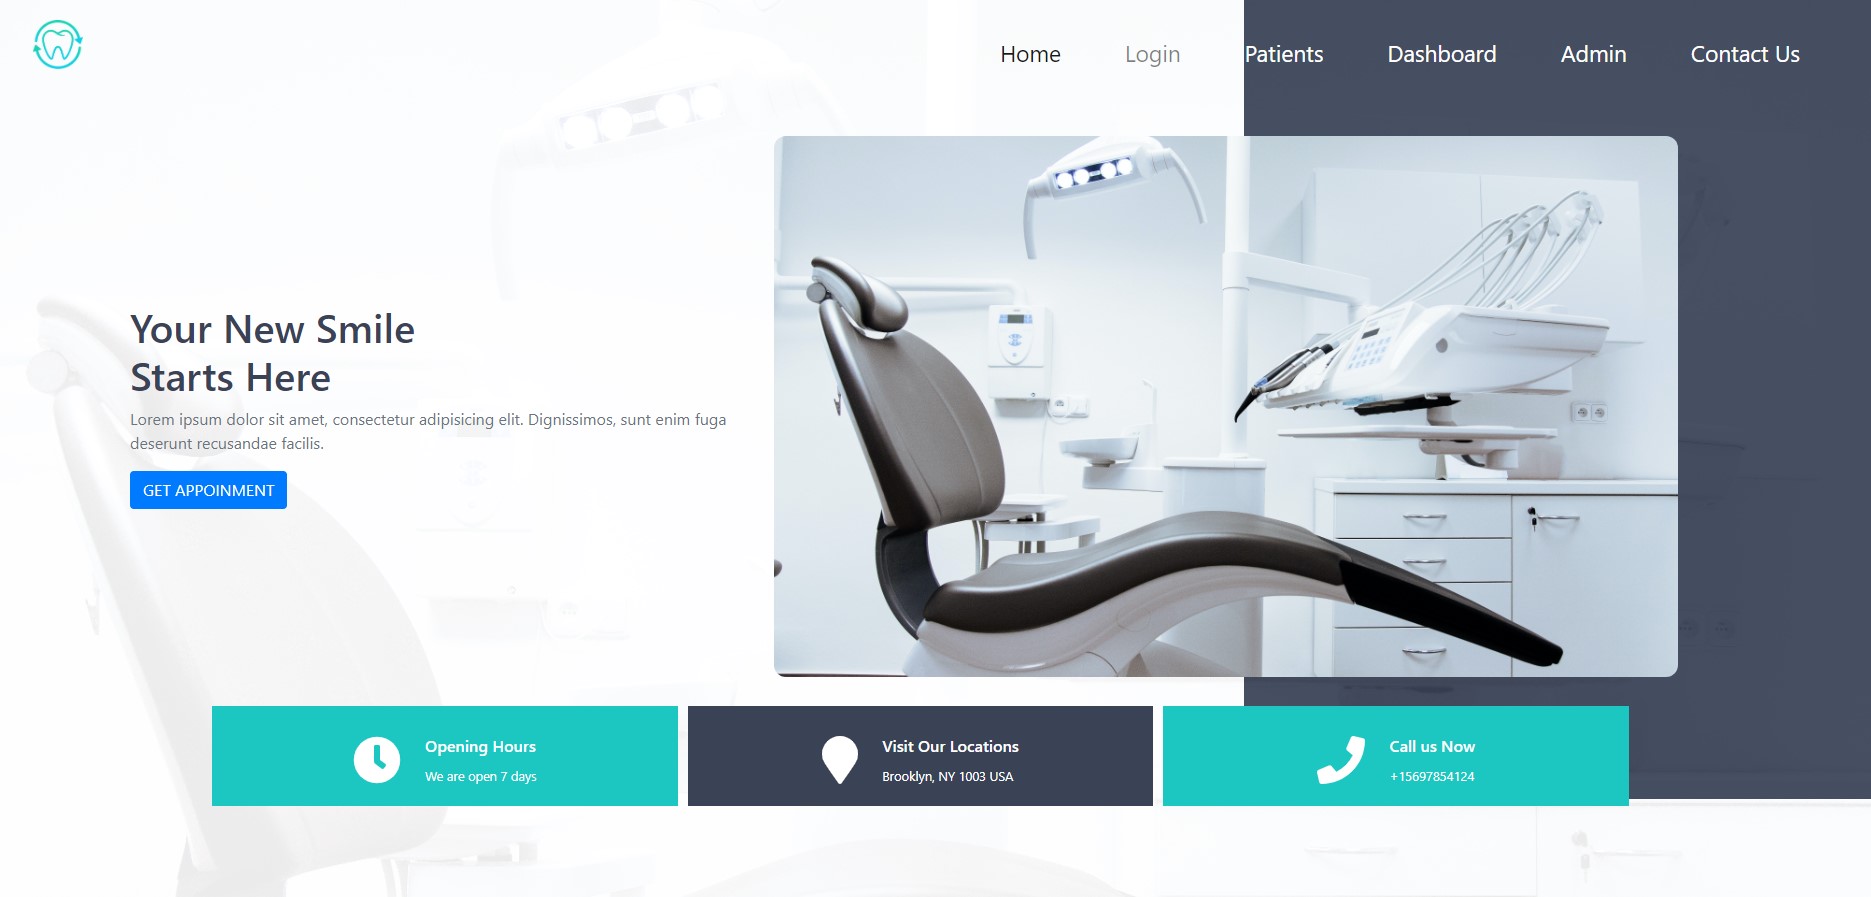 Home Login Patients Dashboard Admin Contact Us
Your New Smile
Starts Here
Lorem ipsum dolor sit amet, consectetur adipisicing elit. Dignissimos, sunt enim fuga
deserunt recusandae facilis.
GET APPOINMENT
Opening Hours
We are open 7 days
Visit Our Locations
Brooklyn, NY 1003 USA
Call us Now
+15697854124